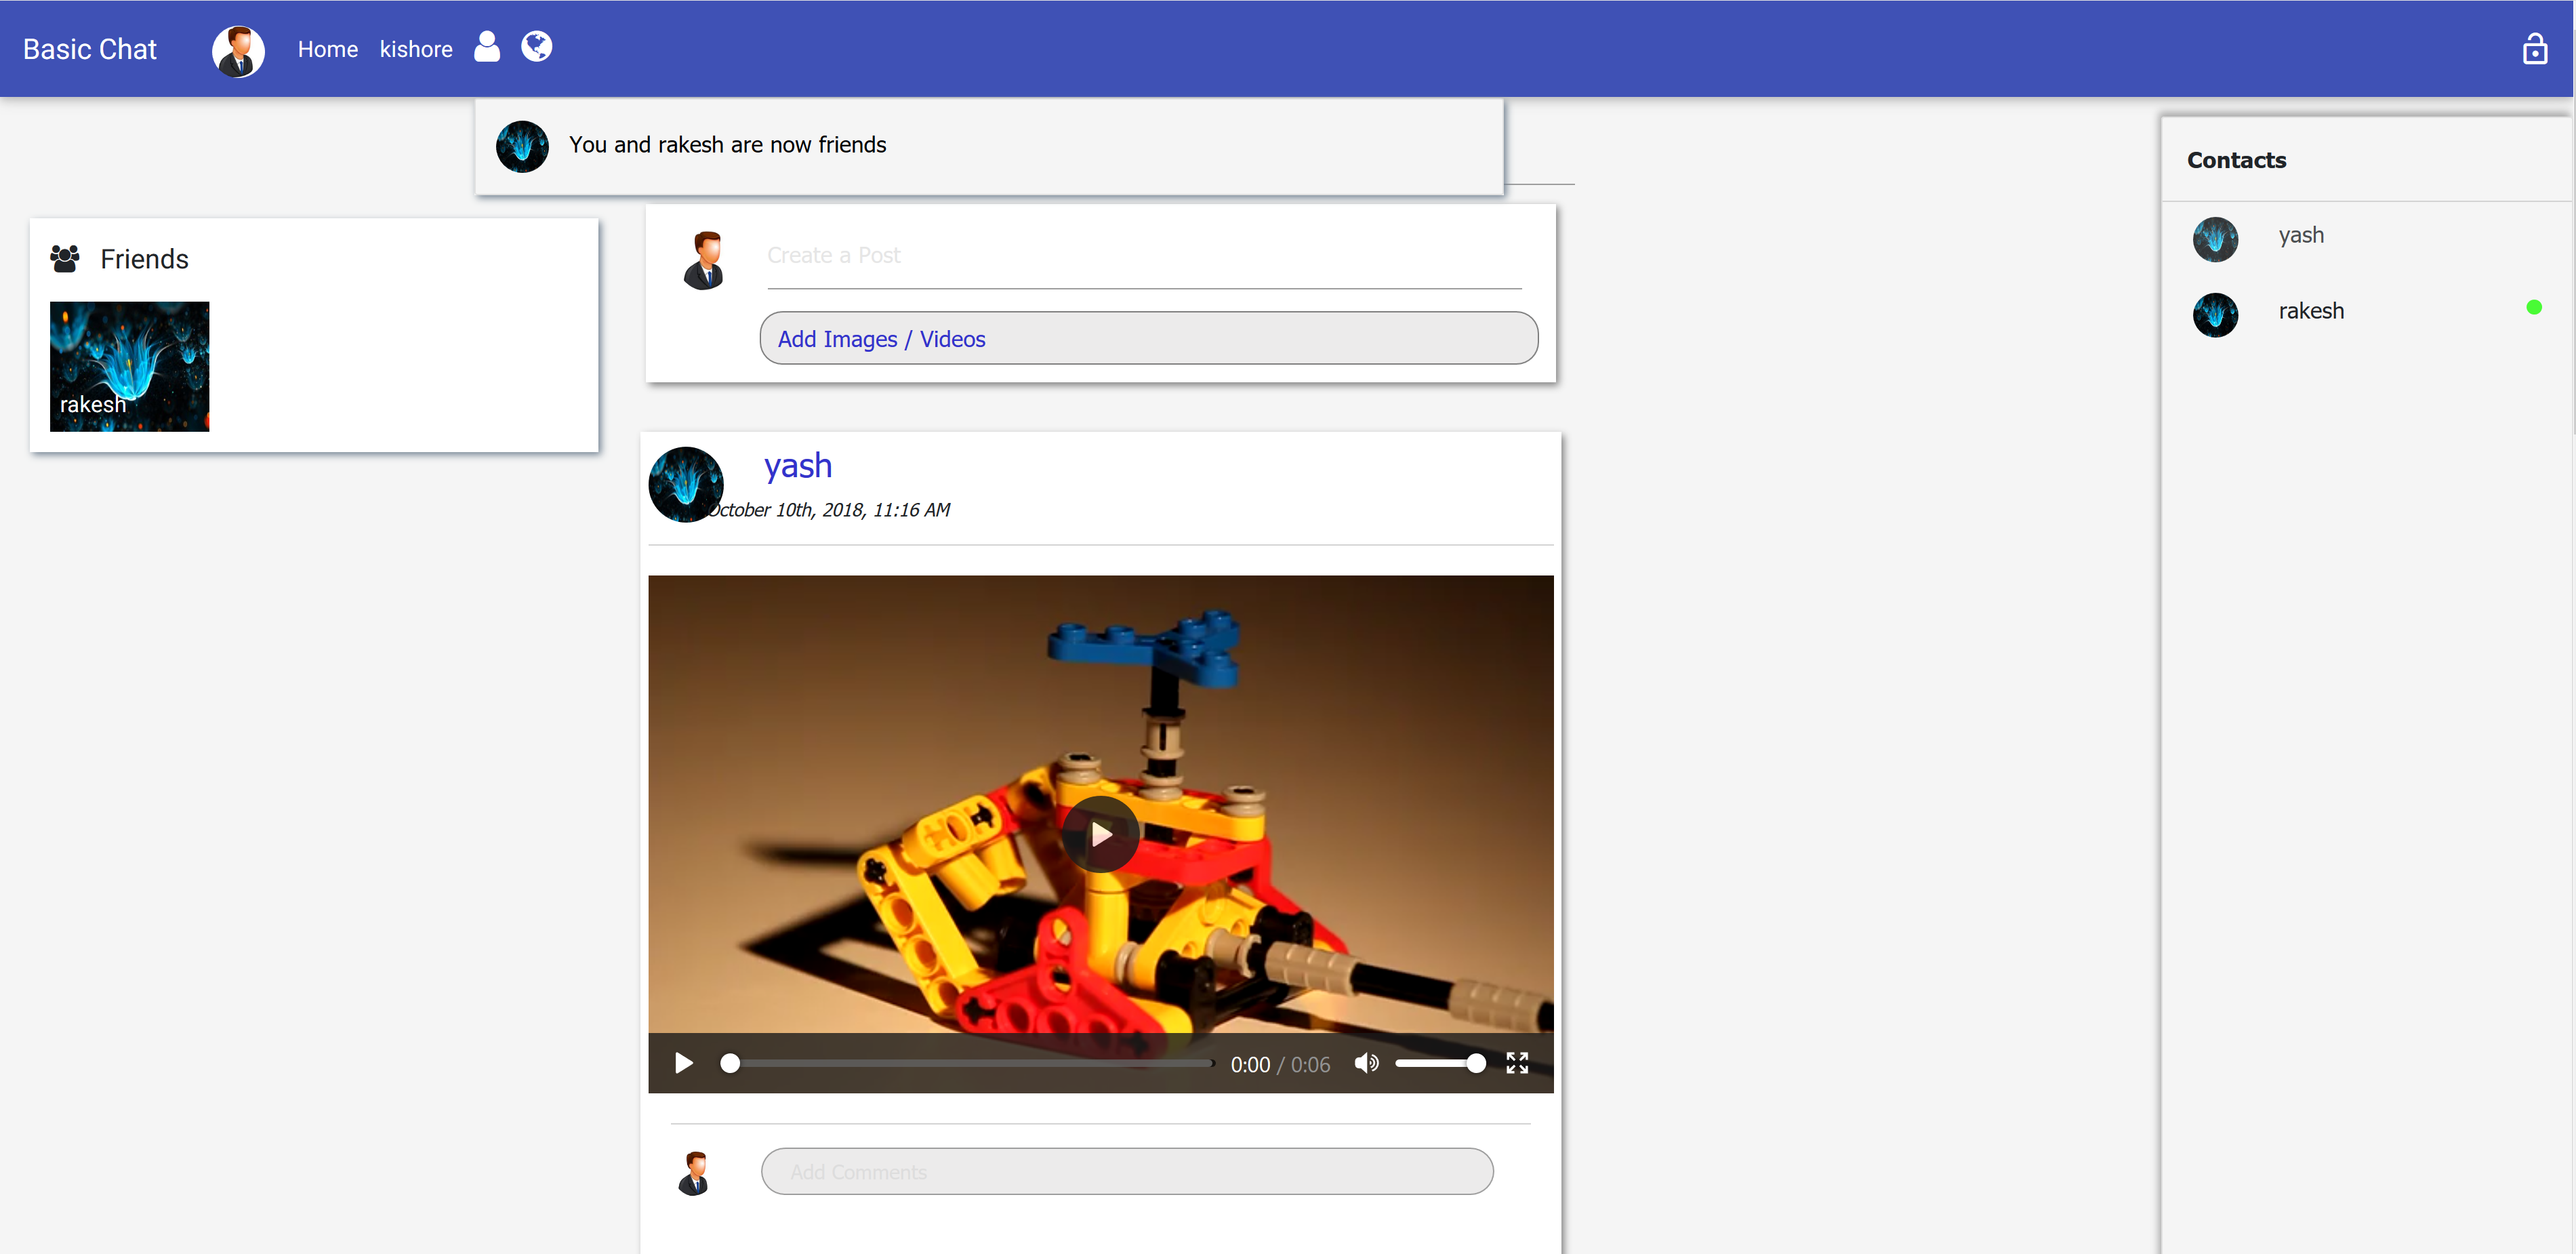 Basic Chat Home kishore
You and rakesh are now friends
Friends
rakesh
Create a Post
Add Images / Videos
yash
October 10th, 2018, 11:16 AM
0:00 / 0:06
Add Comments
Contacts
yash
rakesh